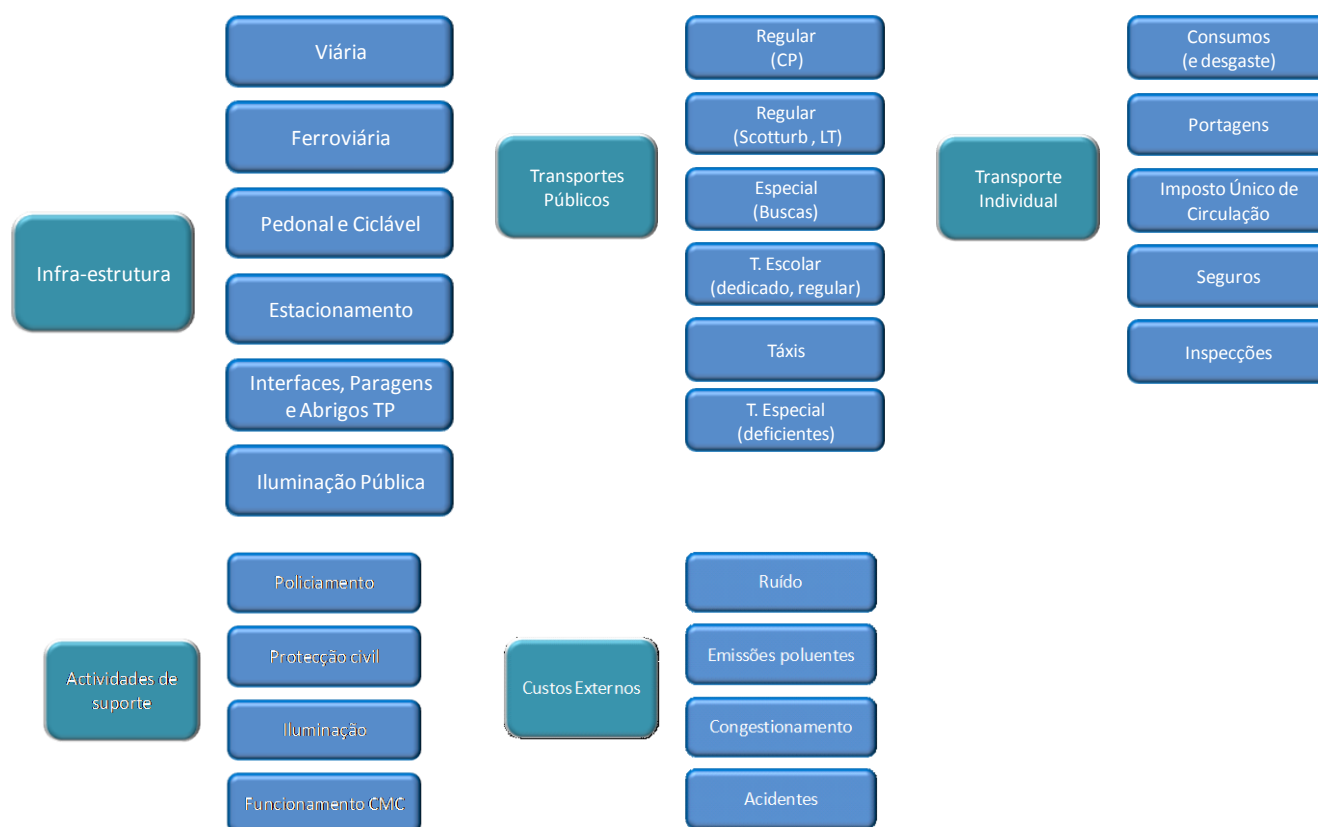 Infra-estrutura
Viária
Ferroviária
Pedonal e Ciclável
Estacionamento
Interfaces, Paragens
e Abrigos TP
Iluminação Pública
Transportes
Públicos
Regular
(CP)
Regular
(Scotturb , LT)
Especial
(Buscas)
T. Escolar
(dedicado, regular)
Táxis
T. Especial
(deficientes)
Transporte
Individual
Consumos
(e desgaste)
Portagens
Imposto Único de
Circulação
Seguros
Inspecções
Actividades de
suporte
Policiamento
Protecção civil
Iluminação
Funcionamento CMC
Custos Externos
Ruído
Emissões poluentes
Congestionamento
Acidentes